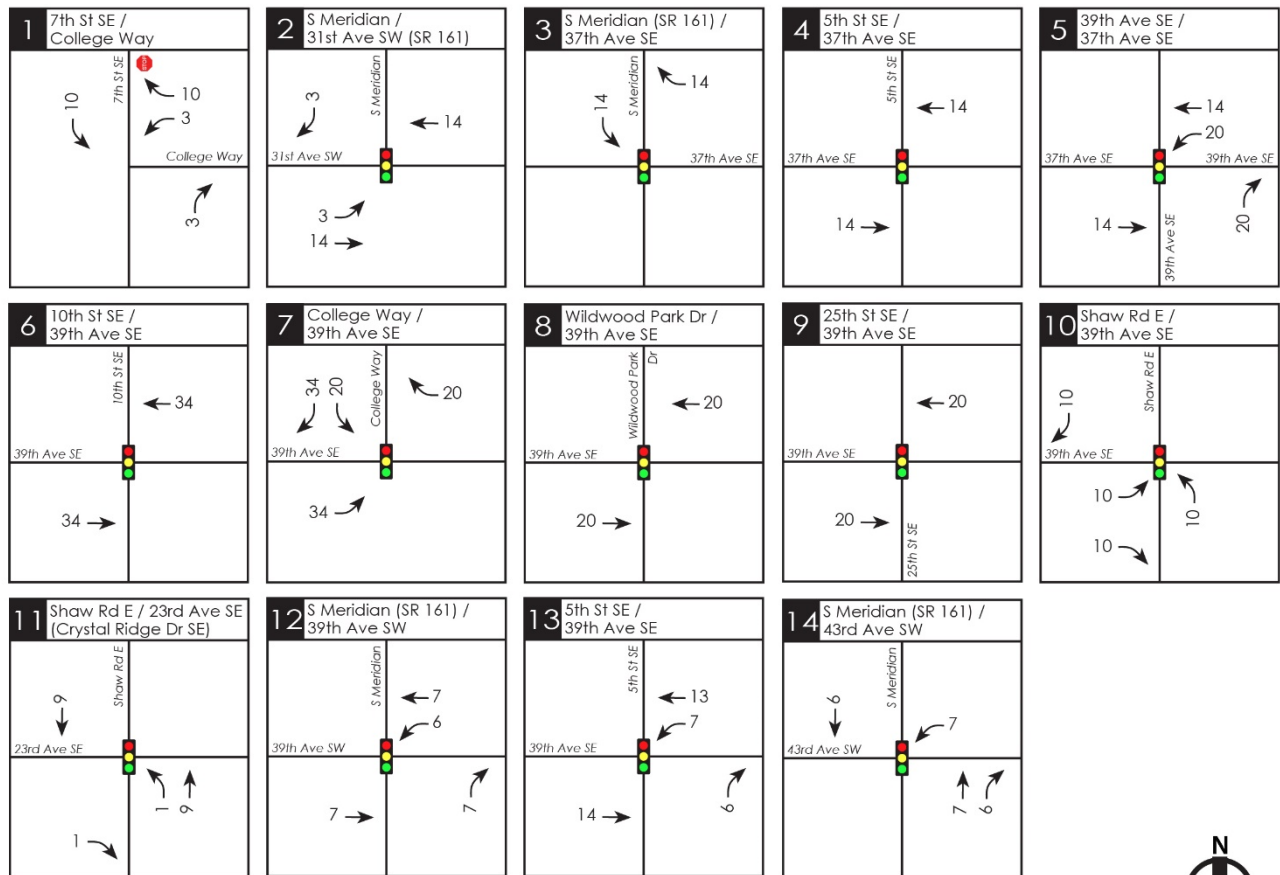 1 7th St SE /
College Way
7th St SE
STOP
10
10
3
College Way
3
2 S Meridian /
31st Ave SW (SR 161)
S Meridian
3
14
31st Ave SW
3
14
3 S Meridian (SR 161) /
37th Ave SE
S Meridian
14
14
37th Ave SE
4 5th St SE /
37th Ave SE
5th St SE
14
37th Ave SE
14
5 39th Ave SE /
37th Ave SE
14
20
37th Ave SE
39th Ave SE
14
20
39th Ave SE
6 10th St SE /
39th Ave SE
10th St SE
34
39th Ave SE
34
7 College Way /
39th Ave SE
College Way
34
20
20
39th Ave SE
34
8 Wildwood Park Dr /
39th Ave SE
Wildwood Park
Dr
20
39th Ave SE
20
9 25th St SE /
39th Ave SE
20
39th Ave SE
20
25th St SE
10 Shaw Rd E /
39th Ave SE
Shaw Rd E
10
39th Ave SE
10
10
10
11 Shaw Rd E / 23rd Ave SE
(Crystal Ridge Dr SE)
Shaw Rd E
9
23rd Ave SE
1
9
1
12 S Meridian (SR 161) /
39th Ave SW
S Meridian
7
6
39th Ave SW
7
7
13 5th St SE /
39th Ave SE
5th St SE
13
7
39th Ave SE
14
6
14 S Meridian (SR 161) /
43rd Ave SW
S Meridian
6
7
43rd Ave SW
7
6
N